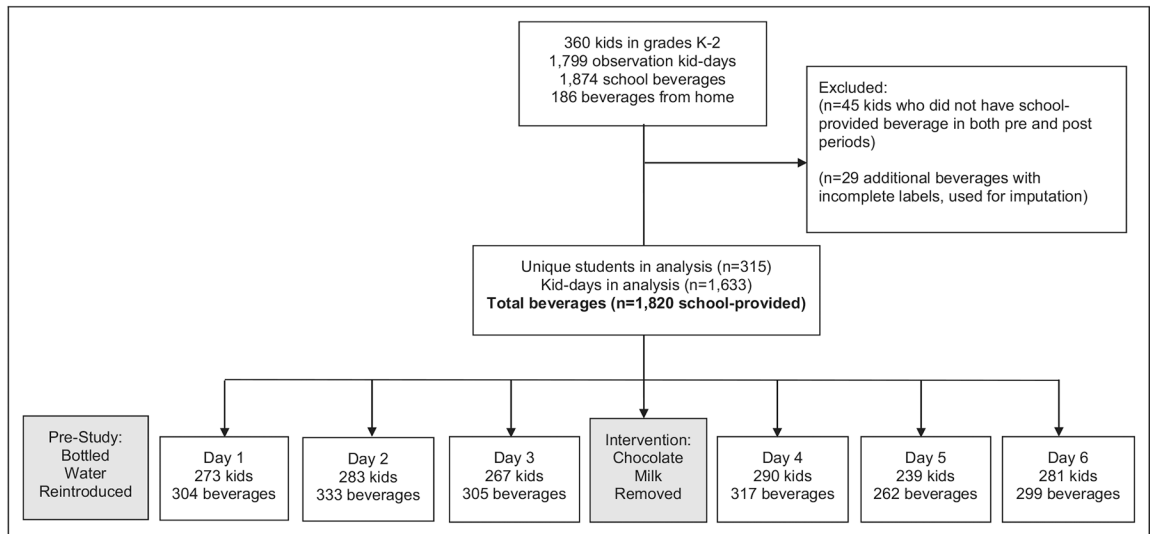 360 kids in grades K-2
1,799 observation kid-days
1,874 school beverages
186 beverages from home
Excluded:
(n=45 kids who did not have school-
provided beverage in both pre and post
periods)
(n=29 additional beverages with
incomplete labels, used for imputation)
Unique students in analysis (n=315)
Kid-days in analysis (n=1,633)
Total beverages (n=1,820 school-provided)
Pre-Study:
Bottled
Water
Reintroduced
Day 1
273 kids
304 beverages
Day 2
283 kids
333 beverages
Day 3
267 kids
305 beverages
Intervention:
Chocolate
Milk
Removed
Day 4
290 kids
317 beverages
Day 5
239 kids
262 beverages
Day 6
281 kids
299 beverages